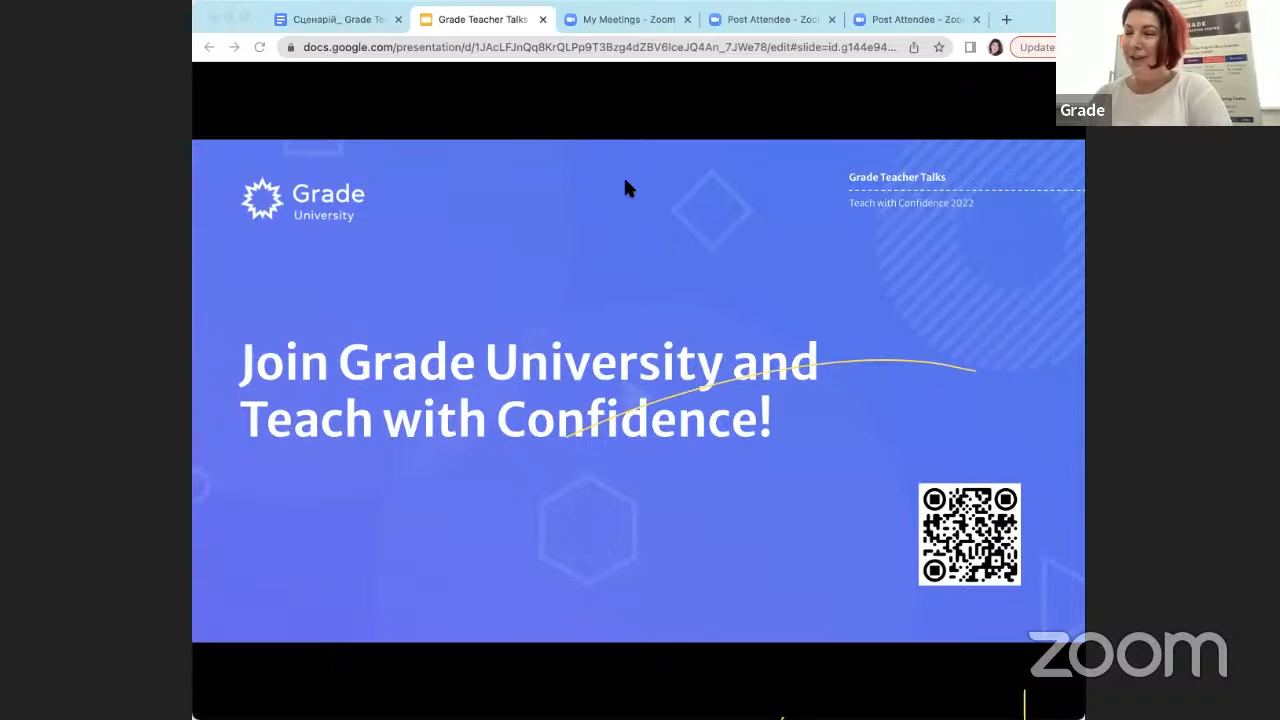 Сценарій_ Grade Te
Grade Teacher Talks
My Meetings - Zoom
Post Attendee - Zoo
Post Attendee - Zoo
docs.google.com/presentation/d/1JAcLFJnQq8KrQLPp9T3Bzg4dZBV6IceJQ4An_7JWe78/edit#slide=id.g144e94...
Update
Grade
Grade
University
Grade Teacher Talks
Teach with Confidence 2022
Join Grade University and
Teach with Confidence!
zoom